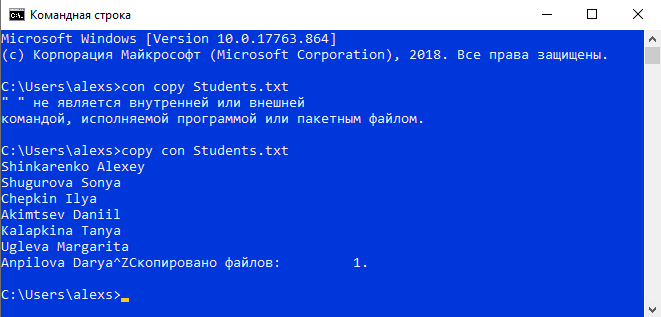 Командная строка
Microsoft Windows [Version 10.0.17763.864]
(c) Корпорация Майкрософт (Microsoft Corporation), 2018. Все права защищены.
C:\Users\alexs>con copy Students.txt
" " не является внутренней или внешней
командой, исполняемой программой или пакетным файлом.
C:\Users\alexs>copy con Students.txt
Shinkarenko Alexey
Shugurova Sonya
Chepkin Ilya
Akimtsev Daniil
Kalapkina Tanya
Ugleva Margarita
Anpilova Darya^ZСкопировано файлов:         1.
C:\Users\alexs>